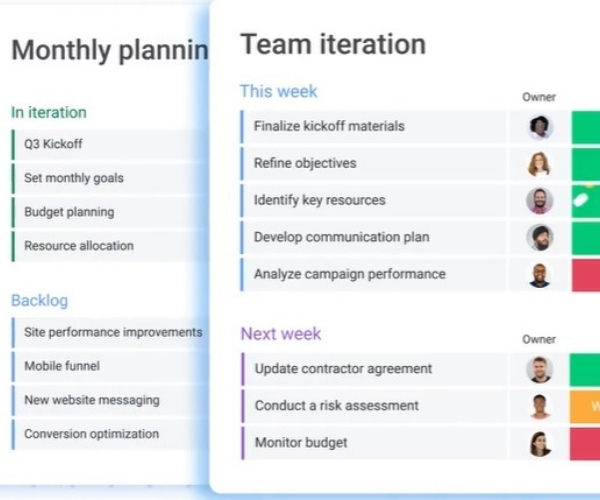 Monthly plannin
In iteration
Q3 Kickoff
Set monthly goals
Budget planning
Resource allocation
Backlog
Site performance improvements
Mobile funnel
New website messaging
Conversion optimization
Team iteration
This week
Owner
Finalize kickoff materials
Refine objectives
Identify key resources
Develop communication plan
Analyze campaign performance
Next week
Owner
Update contractor agreement
Conduct a risk assessment
W
Monitor budget